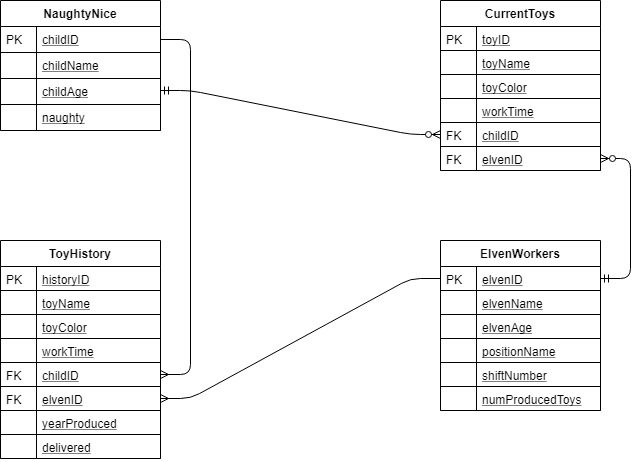 NaughtyNice
PK childID
childName
childAge
naughty
CurrentToys
PK toyID
toyName
toyColor
workTime
FK childID
FK elvenID
ToyHistory
PK historyID
toyName
toyColor
workTime
FK childID
FK elvenID
yearProduced
delivered
ElvenWorkers
PK elvenID
elvenName
elvenAge
positionName
shiftNumber
numProducedToys